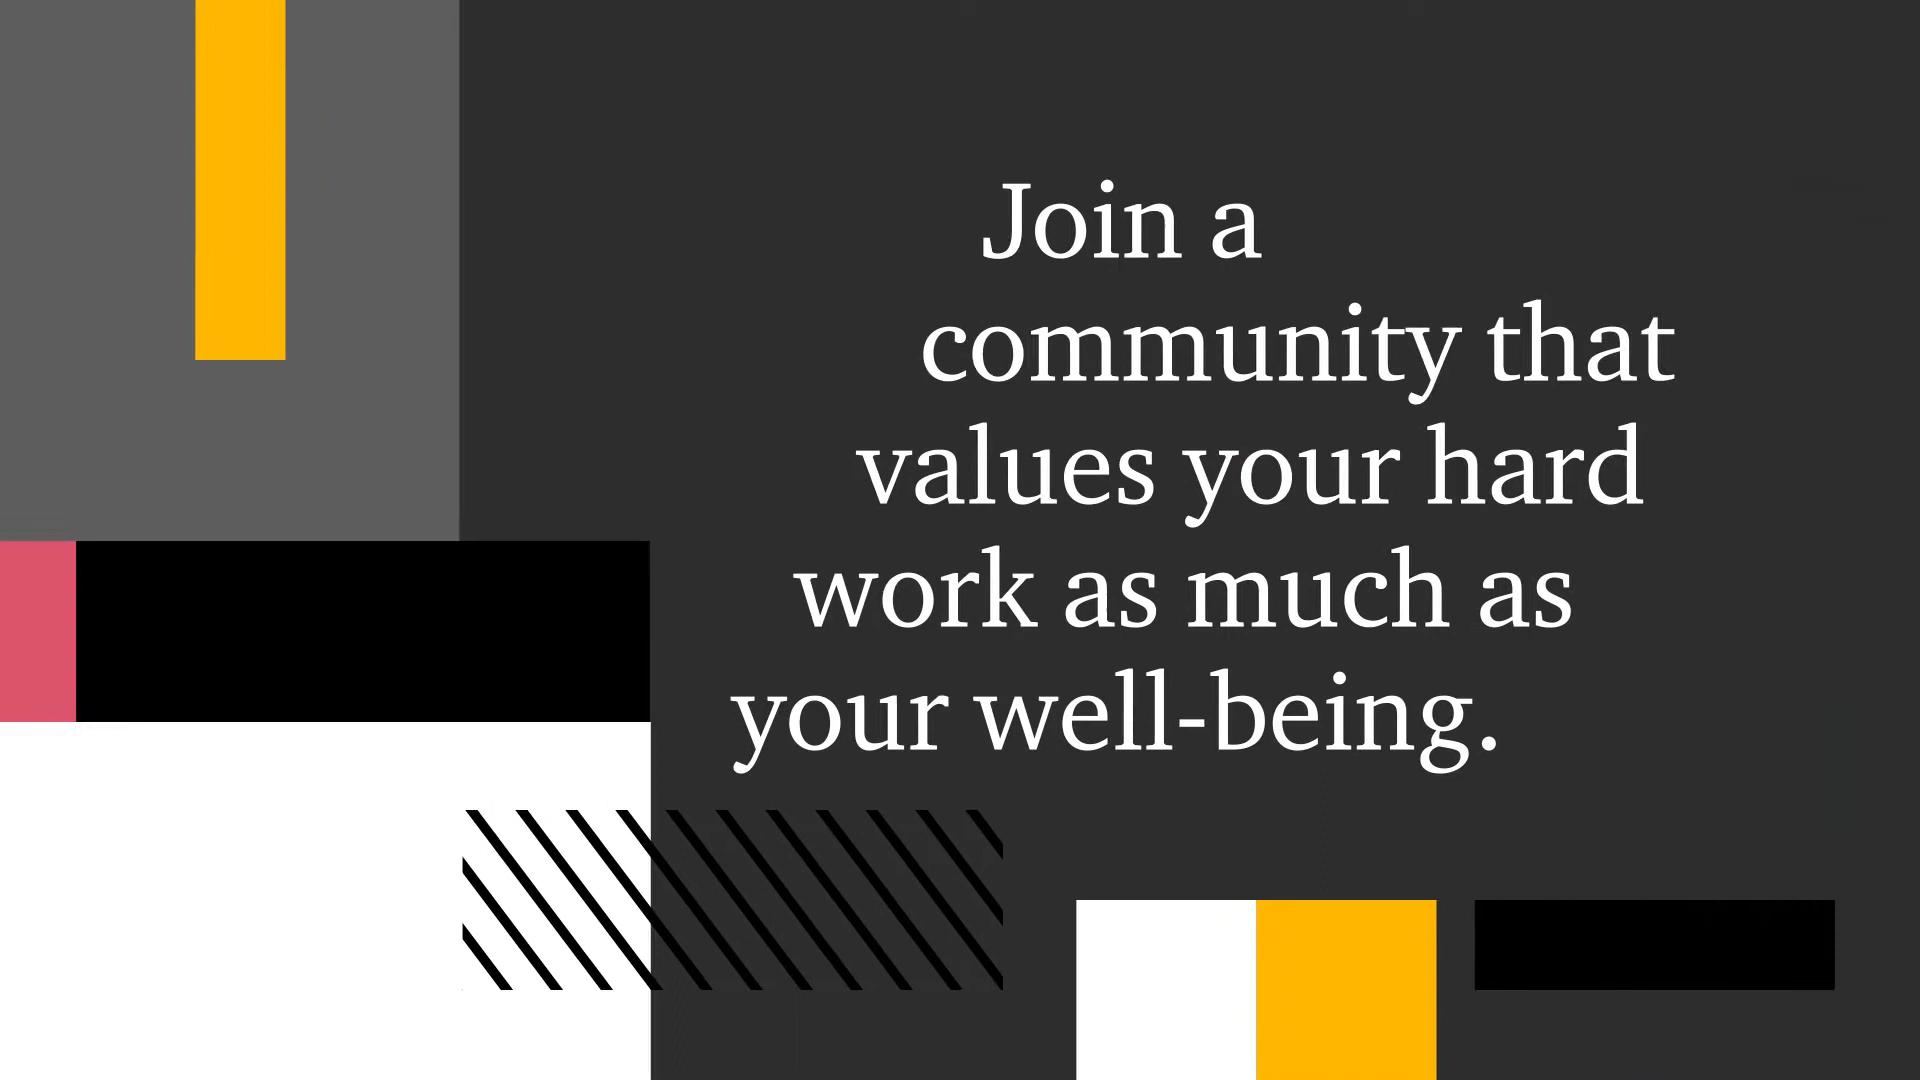 Join a
community that
values your hard
work as much as
your well-being.